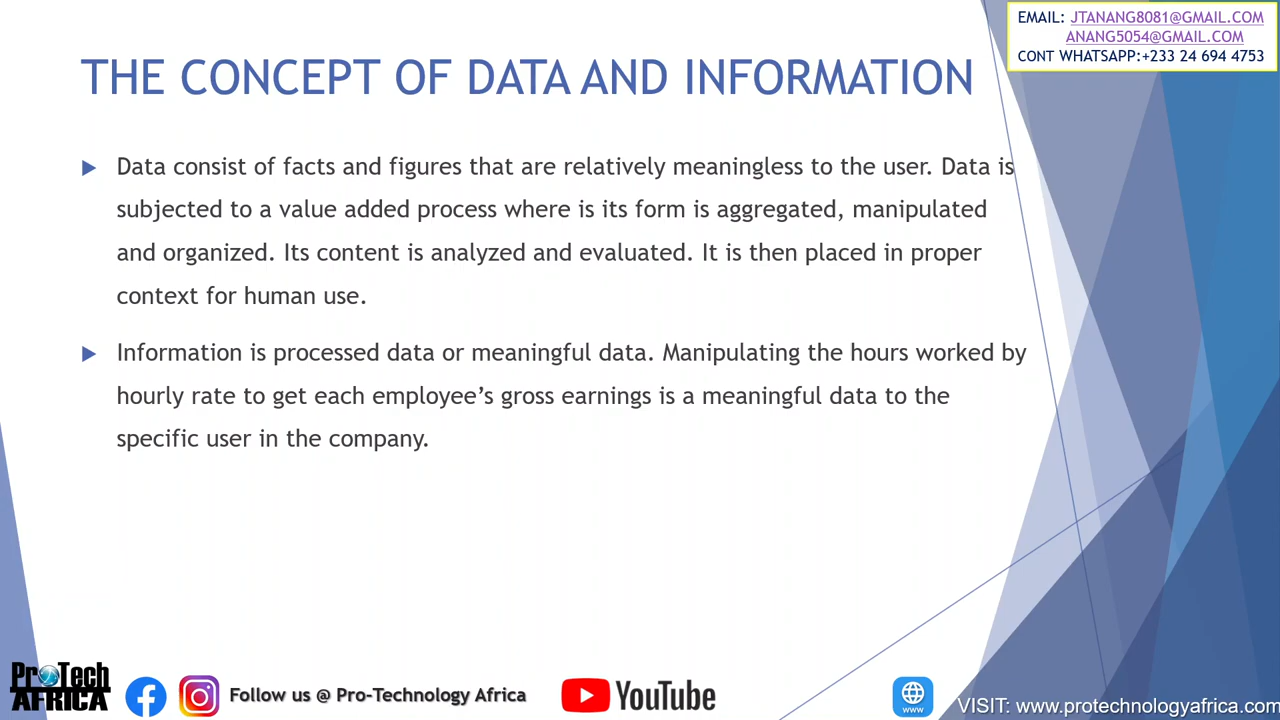 EMAIL: JTANANG8081@GMAIL.COM
ANANG5054@GMAIL.COM
CONT WHATSAPP:+233 24 694 4753
THE CONCEPT OF DATA AND INFORMATION
Data consist of facts and figures that are relatively meaningless to the user. Data is
subjected to a value added process where is its form is aggregated, manipulated
and organized. Its content is analyzed and evaluated. It is then placed in proper
context for human use.
Information is processed data or meaningful data. Manipulating the hours worked by
hourly rate to get each employee’s gross earnings is a meaningful data to the
specific user in the company.
ProTech
AFRICA
Follow us @ Pro-Technology Africa
YouTube
www
VISIT: www.protechnologyafrica.com